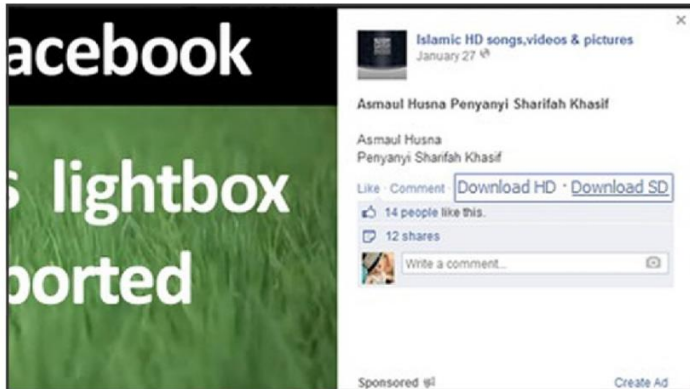 acebook
s lightbox
ported
Islamic HD songs,videos & pictures
January 27
Asmaul Husna Penyanyi Sharifah Khasif
Asmaul Husna
Penyanyi Sharifah Khasif
Like · Comment · Download HD · Download SD
14 people like this.
12 shares
Write a comment...
Sponsored
Create Ad